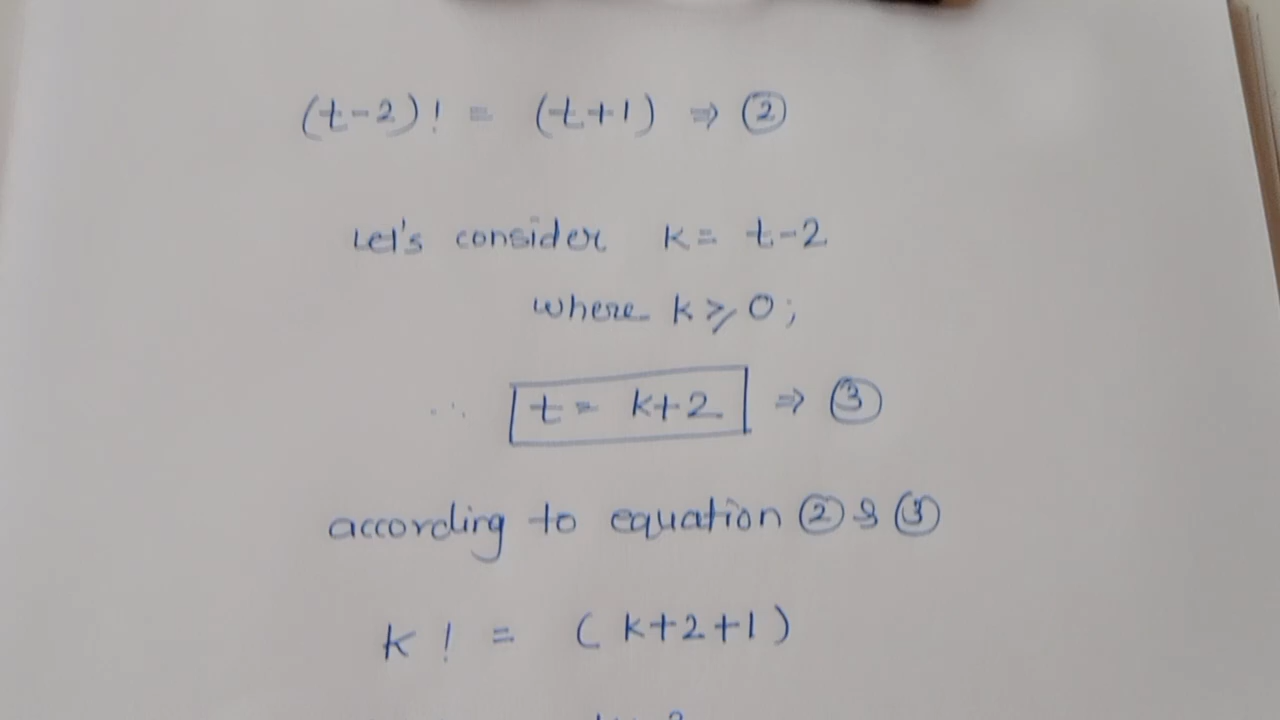 (t-2)! = (t+1) ⇒ ②
Let's consider k = t-2
where k ⩾ 0;
∴ t = k+2 ⇒ ③
according to equation ② & ③
k! = (k+2+1)